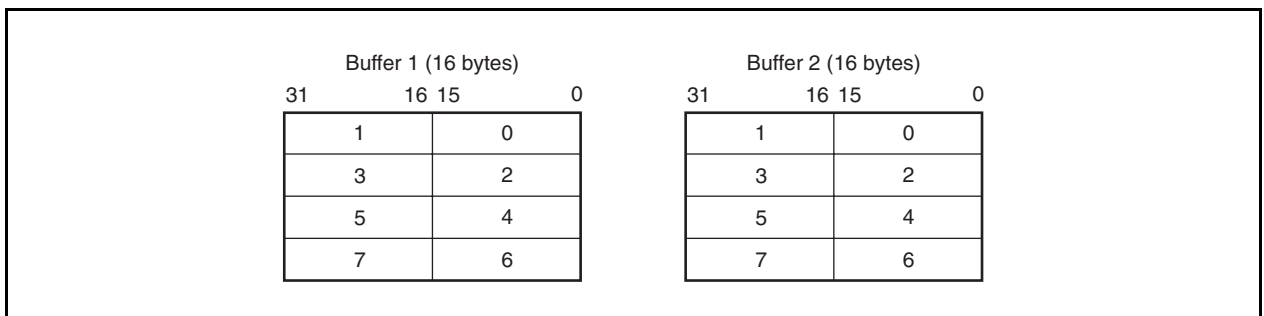 Buffer 1 (16 bytes) Buffer 2 (16 bytes)
31 16 15 0 31 16 15 0
1 0 1 0
3 2 3 2
5 4 5 4
7 6 7 6